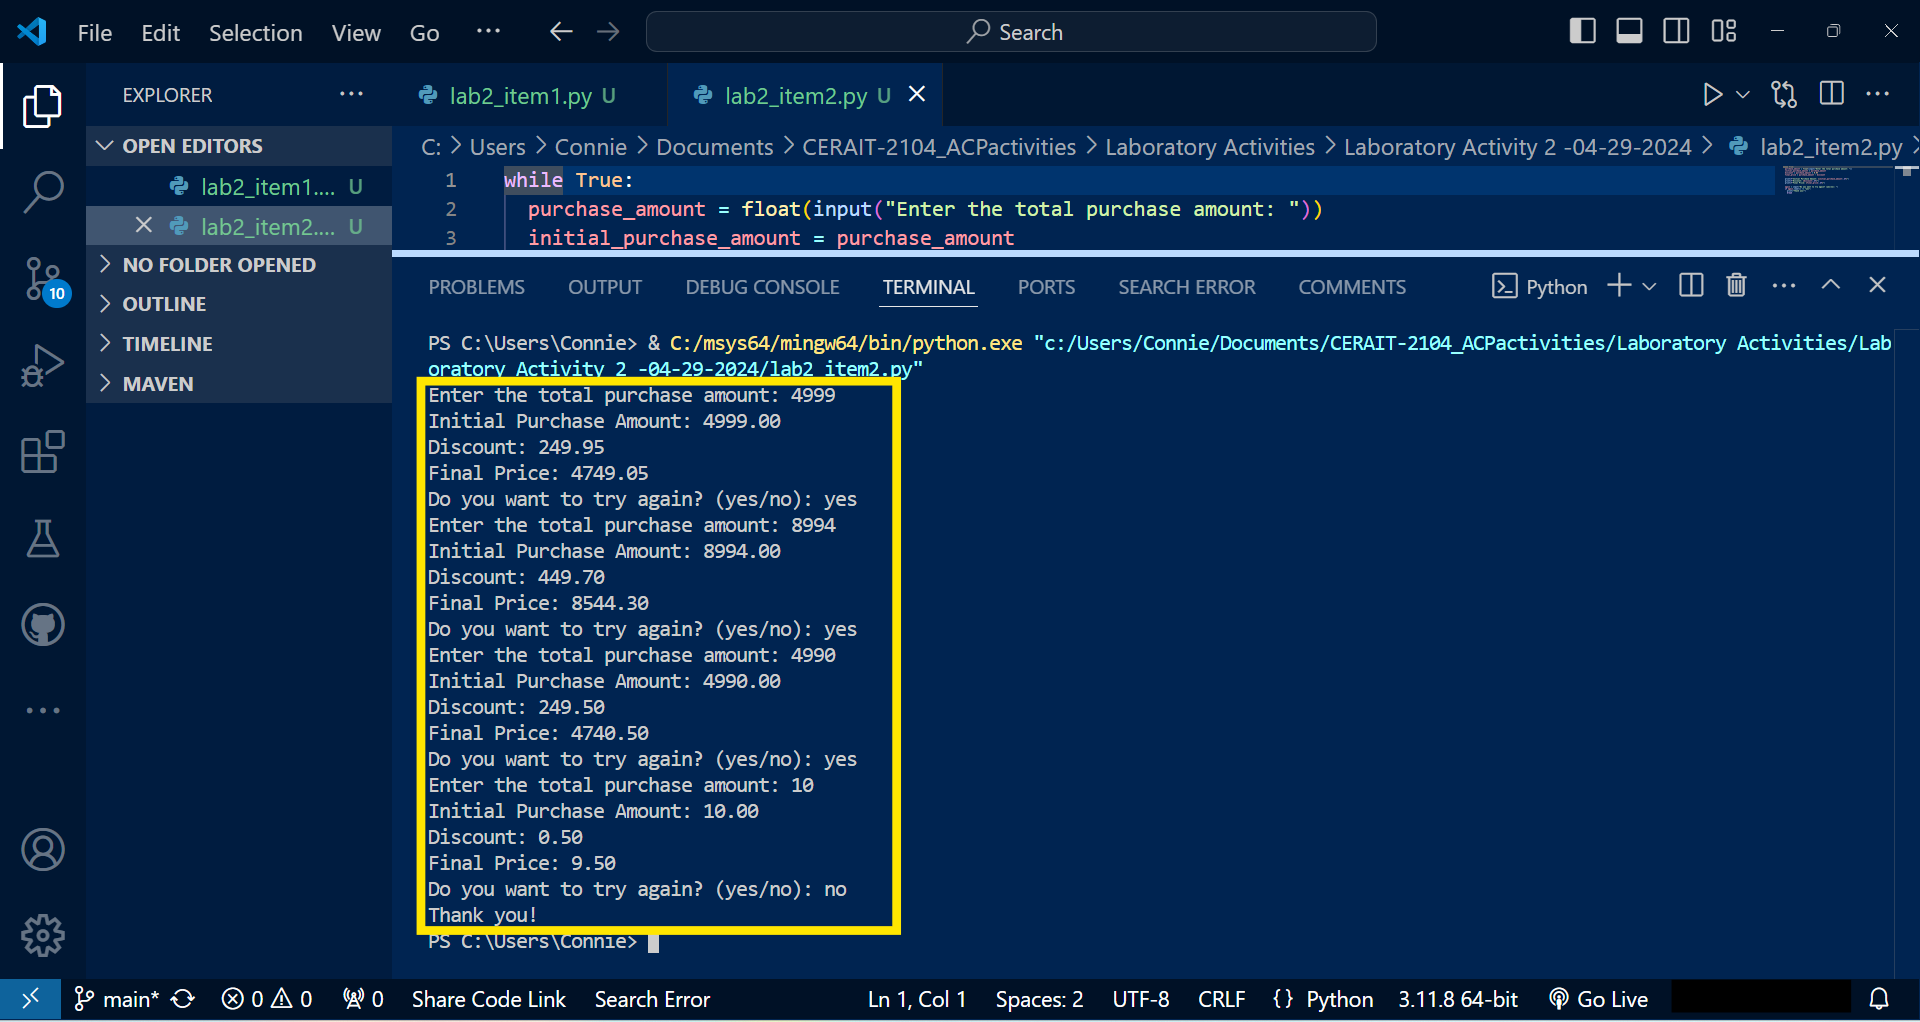 File Edit Selection View Go ··· Search
EXPLORER ···
OPEN EDITORS
lab2_item1.... U
lab2_item2.... U
NO FOLDER OPENED
OUTLINE
TIMELINE
MAVEN
10
lab2_item1.py U lab2_item2.py U
C: > Users > Connie > Documents > CERAIT-2104_ACPactivities > Laboratory Activities > Laboratory Activity 2 -04-29-2024 > lab2_item2.py >
1 while True:
2 purchase_amount = float(input("Enter the total purchase amount: "))
3 initial_purchase_amount = purchase_amount
PROBLEMS OUTPUT DEBUG CONSOLE TERMINAL PORTS SEARCH ERROR COMMENTS Python
PS C:\Users\Connie> & C:/msys64/mingw64/bin/python.exe "c:/Users/Connie/Documents/CERAIT-2104_ACPactivities/Laboratory Activities/Lab
oratory Activity 2 -04-29-2024/lab2_item2.py"
Enter the total purchase amount: 4999
Initial Purchase Amount: 4999.00
Discount: 249.95
Final Price: 4749.05
Do you want to try again? (yes/no): yes
Enter the total purchase amount: 8994
Initial Purchase Amount: 8994.00
Discount: 449.70
Final Price: 8544.30
Do you want to try again? (yes/no): yes
Enter the total purchase amount: 4990
Initial Purchase Amount: 4990.00
Discount: 249.50
Final Price: 4740.50
Do you want to try again? (yes/no): yes
Enter the total purchase amount: 10
Initial Purchase Amount: 10.00
Discount: 0.50
Final Price: 9.50
Do you want to try again? (yes/no): no
Thank you!
PS C:\Users\Connie>
main* 0 0 0 Share Code Link Search Error Ln 1, Col 1 Spaces: 2 UTF-8 CRLF {} Python 3.11.8 64-bit Go Live